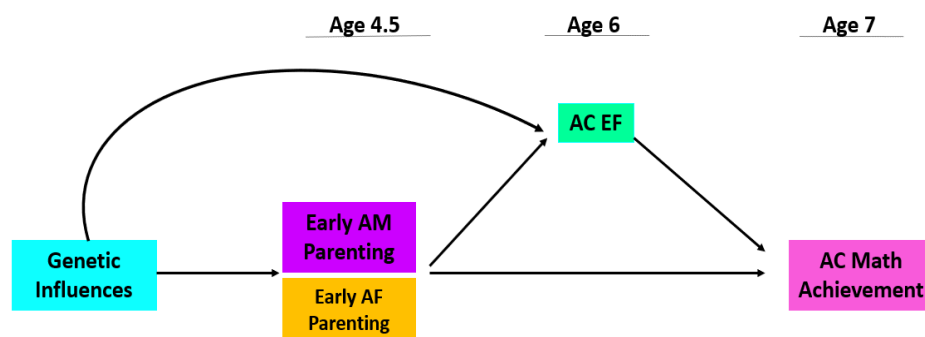 Age 4.5
Age 6
Age 7
AC EF
Early AM
Parenting
Genetic
Influences
Early AF
Parenting
AC Math
Achievement